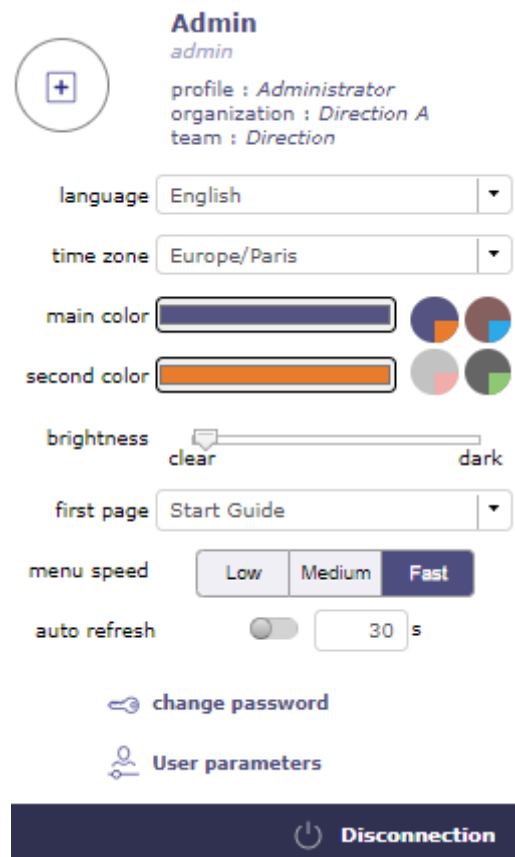 Admin
admin
profile : Administrator
organization : Direction A
team : Direction
language English
time zone Europe/Paris
main color
second color
brightness
clear dark
first page Start Guide
menu speed Low Medium Fast
auto refresh 30 s
change password
User parameters
Disconnection